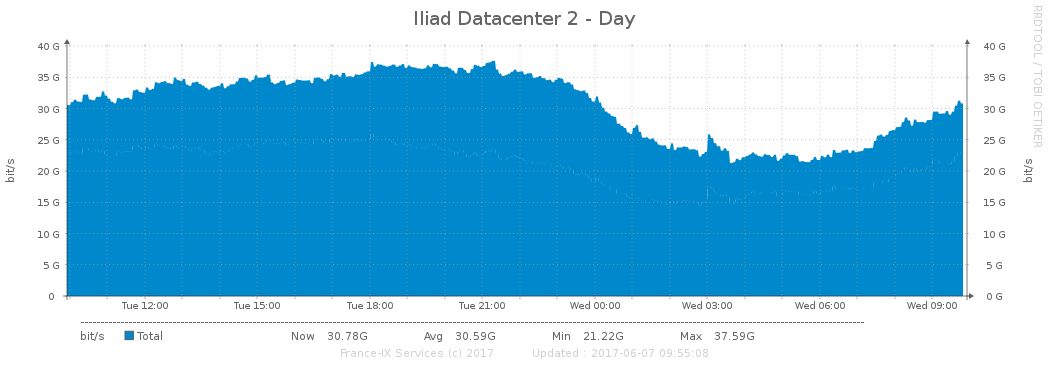 Iliad Datacenter 2 - Day
RRDTOOL / TOBI OETIKER
40 G 40 G
35 G 35 G
30 G 30 G
25 G 25 G
20 G 20 G
15 G 15 G
10 G 10 G
5 G 5 G
0 0 G
bit/s bit/s
Tue 12:00 Tue 15:00 Tue 18:00 Tue 21:00 Wed 00:00 Wed 03:00 Wed 06:00 Wed 09:00
bit/s Total Now 30.78G Avg 30.59G Min 21.22G Max 37.59G
France-IX Services (c) 2017 Updated : 2017-06-07 09:55:08